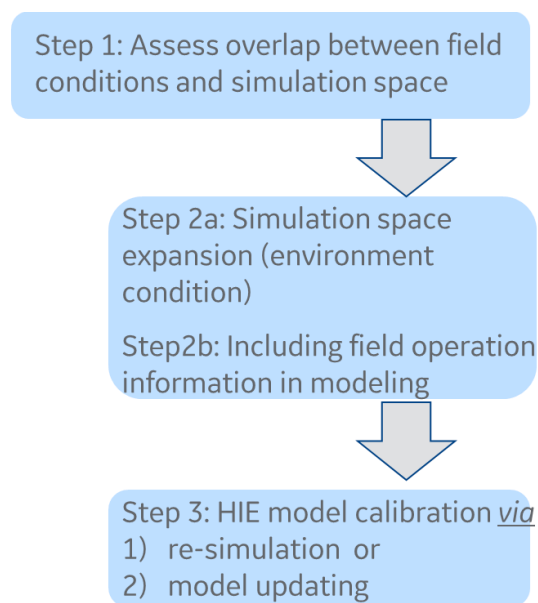 Step 1: Assess overlap between field
conditions and simulation space
Step 2a: Simulation space
expansion (environment
condition)
Step2b: Including field operation
information in modeling
Step 3: HIE model calibration via
1) re-simulation or
2) model updating